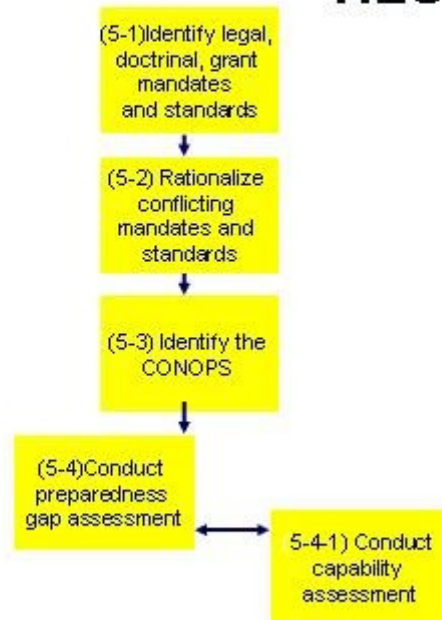 (5-1)Identify legal,
doctrinal, grant
mandates
and standards
(5-2) Rationalize
conflicting
mandates and
standards
(5-3) Identify the
CONOPS
(5-4)Conduct
preparedness
gap assessment
5-4-1) Conduct
capability
assessment